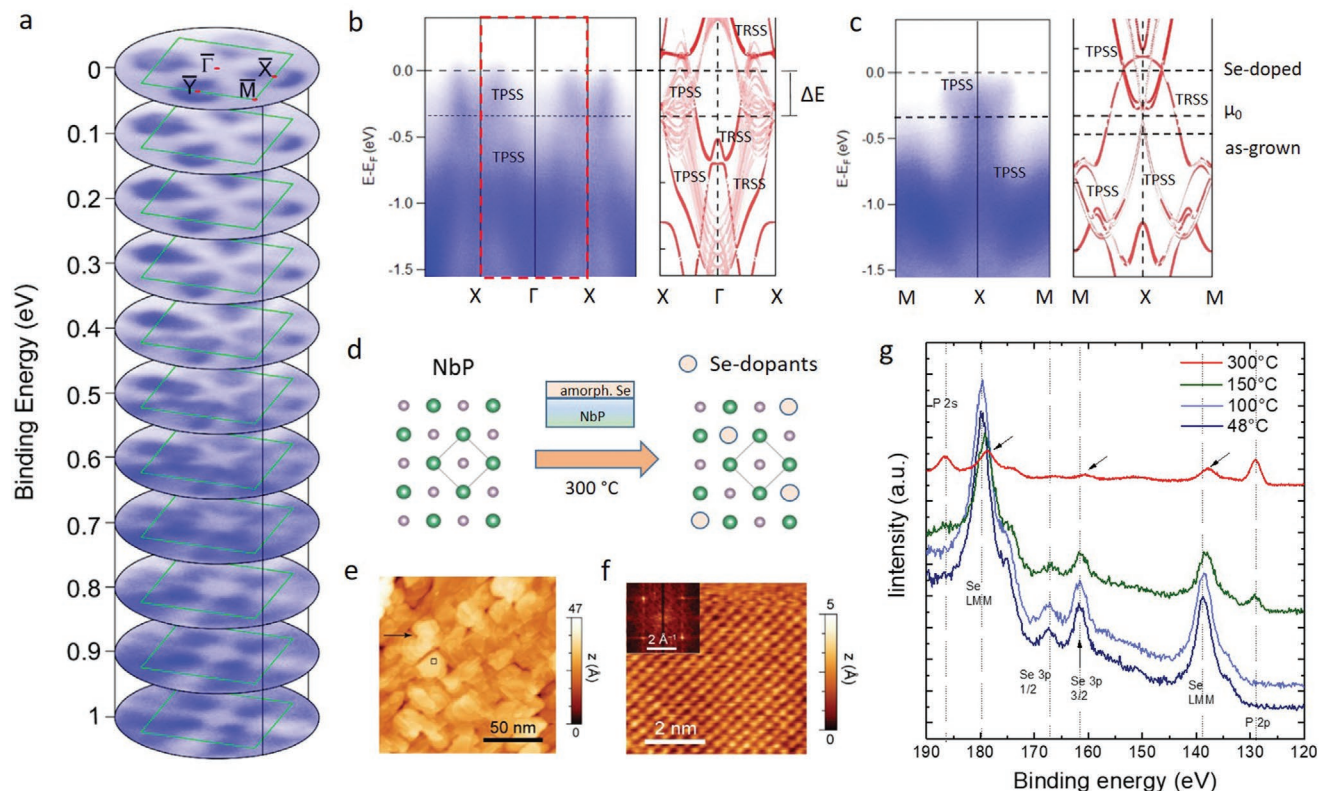 a
Γ̅
X̅
Y̅
M̅
Binding Energy (eV)
0
0.1
0.2
0.3
0.4
0.5
0.6
0.7
0.8
0.9
1
b
E-E_F (eV)
0.0
-0.5
-1.0
-1.5
TPSS
TPSS
X
Γ
X
TRSS
TPSS
ΔE
TRSS
TPSS
TRSS
X
Γ
X
c
E-E_F (eV)
0.0
-0.5
-1.0
-1.5
TPSS
TPSS
M
X
M
TPSS
Se-doped
TRSS
μ₀
as-grown
TPSS
TPSS
M
X
M
d
NbP
amorph. Se
NbP
300 °C
Se-dopants
e
47
z (Å)
0
50 nm
f
2 Å⁻¹
5
z (Å)
0
2 nm
g
300°C
150°C
100°C
48°C
P 2s
Se
LMM
Se 3p
1/2
Se 3p
3/2
Se
LMM
P 2p
Iintensity (a.u.)
190 180 170 160 150 140 130 120
Binding energy (eV)